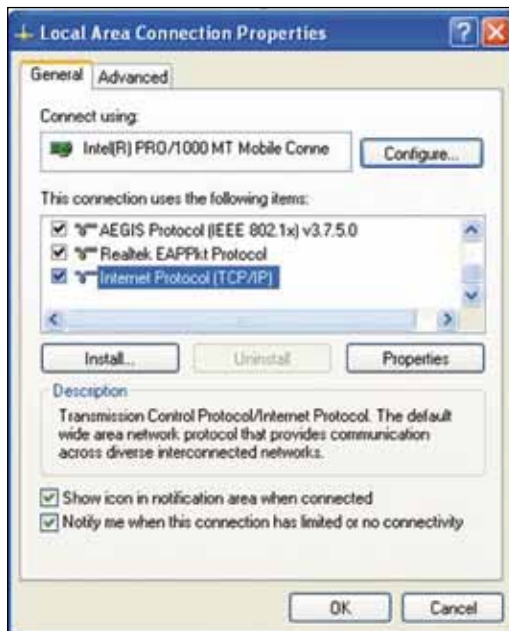 Local Area Connection Properties
General Advanced
Connect using:
Intel(R) PRO/1000 MT Mobile Conne
Configure...
This connection uses the following items:
AEGIS Protocol (IEEE 802.1x) v3.7.5.0
Realtek EAPPkt Protocol
Internet Protocol (TCP/IP)
Install... Uninstall Properties
Description
Transmission Control Protocol/Internet Protocol. The default
wide area network protocol that provides communication
across diverse interconnected networks.
Show icon in notification area when connected
Notify me when this connection has limited or no connectivity
OK Cancel